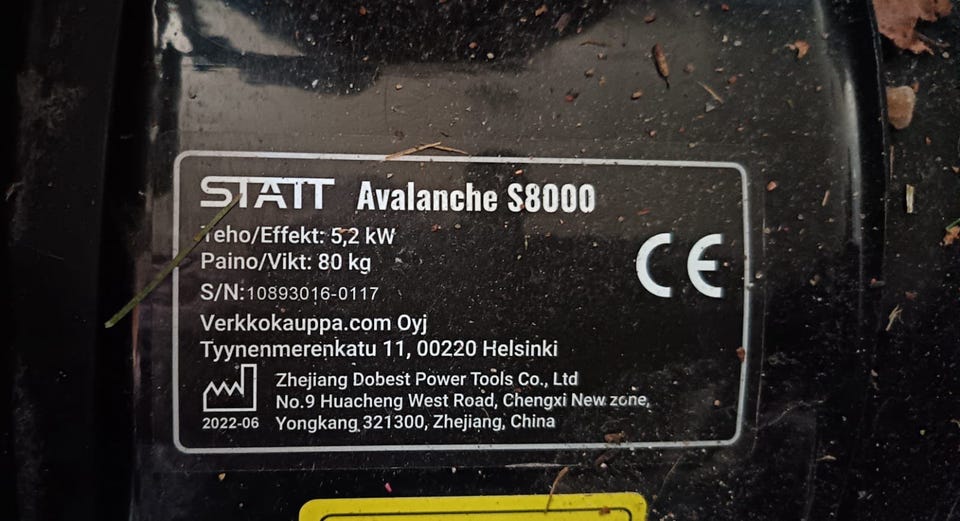 STATT Avalanche S8000
Teho/Effekt: 5,2 kW
Paino/Vikt: 80 kg
S/N:10893016-0117
CE
Verkkokauppa.com Oyj
Tyynenmerenkatu 11, 00220 Helsinki
Zhejiang Dobest Power Tools Co., Ltd
No.9 Huacheng West Road, Chengxi New zone,
2022-06 Yongkang 321300, Zhejiang, China